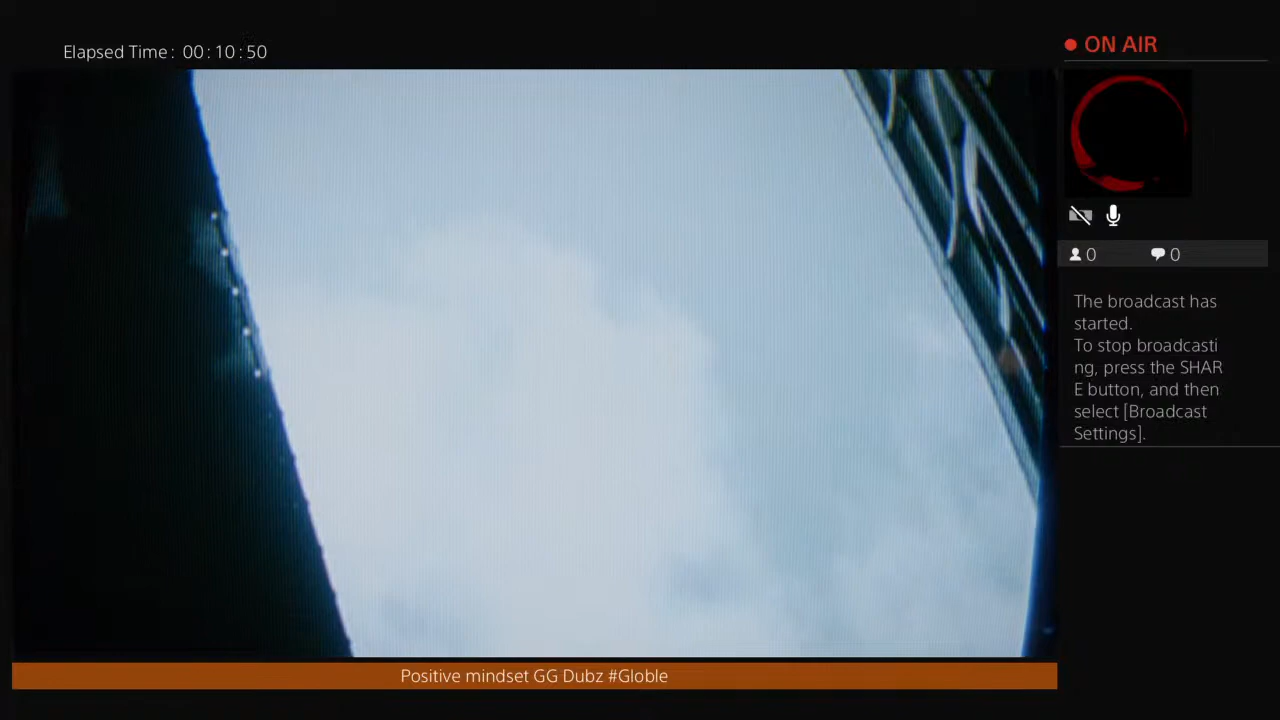 Elapsed Time: 00:10:50
ON AIR
0
0
The broadcast has
started.
To stop broadcasti
ng, press the SHAR
E button, and then
select [Broadcast
Settings].
Positive mindset GG Dubz #Globle